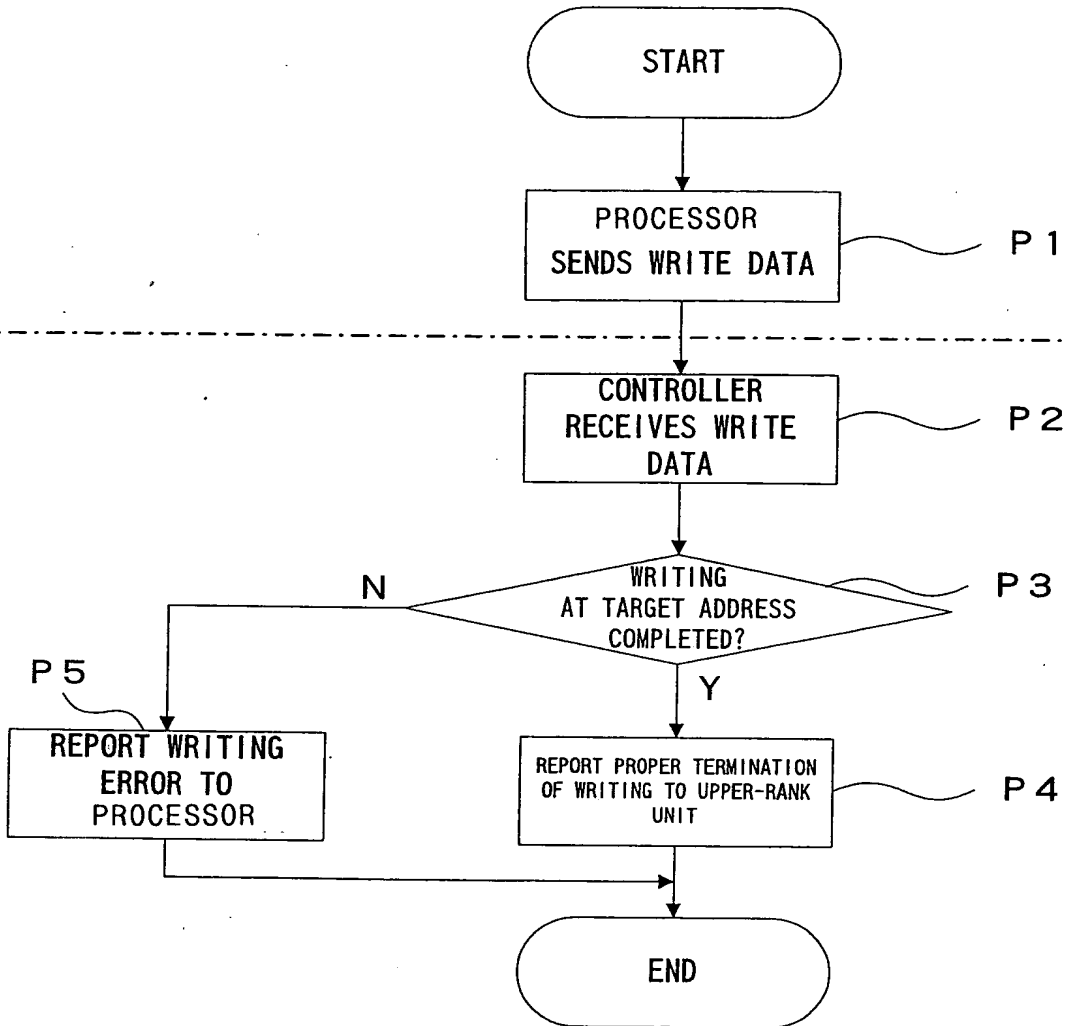 START
PROCESSOR
SENDS WRITE DATA
P1
CONTROLLER
RECEIVES WRITE
DATA
P2
WRITING
AT TARGET ADDRESS
COMPLETED?
P3
N
Y
P5
REPORT WRITING
ERROR TO
PROCESSOR
REPORT PROPER TERMINATION
OF WRITING TO UPPER-RANK
UNIT
P4
END